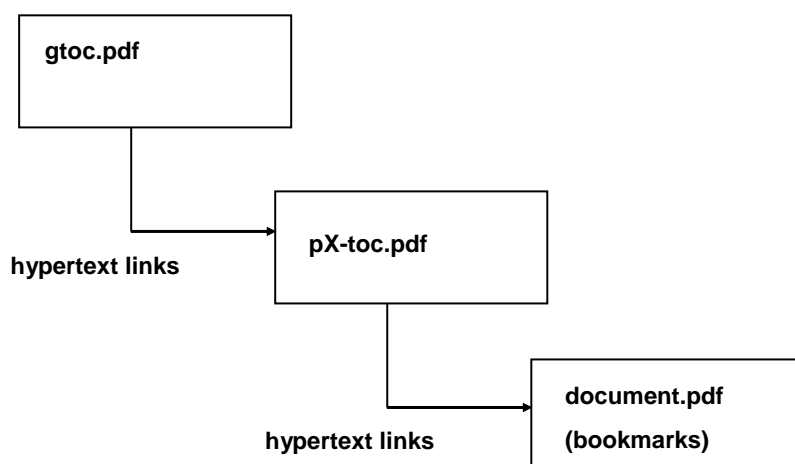 gtoc.pdf
hypertext links
pX-toc.pdf
hypertext links
document.pdf
(bookmarks)